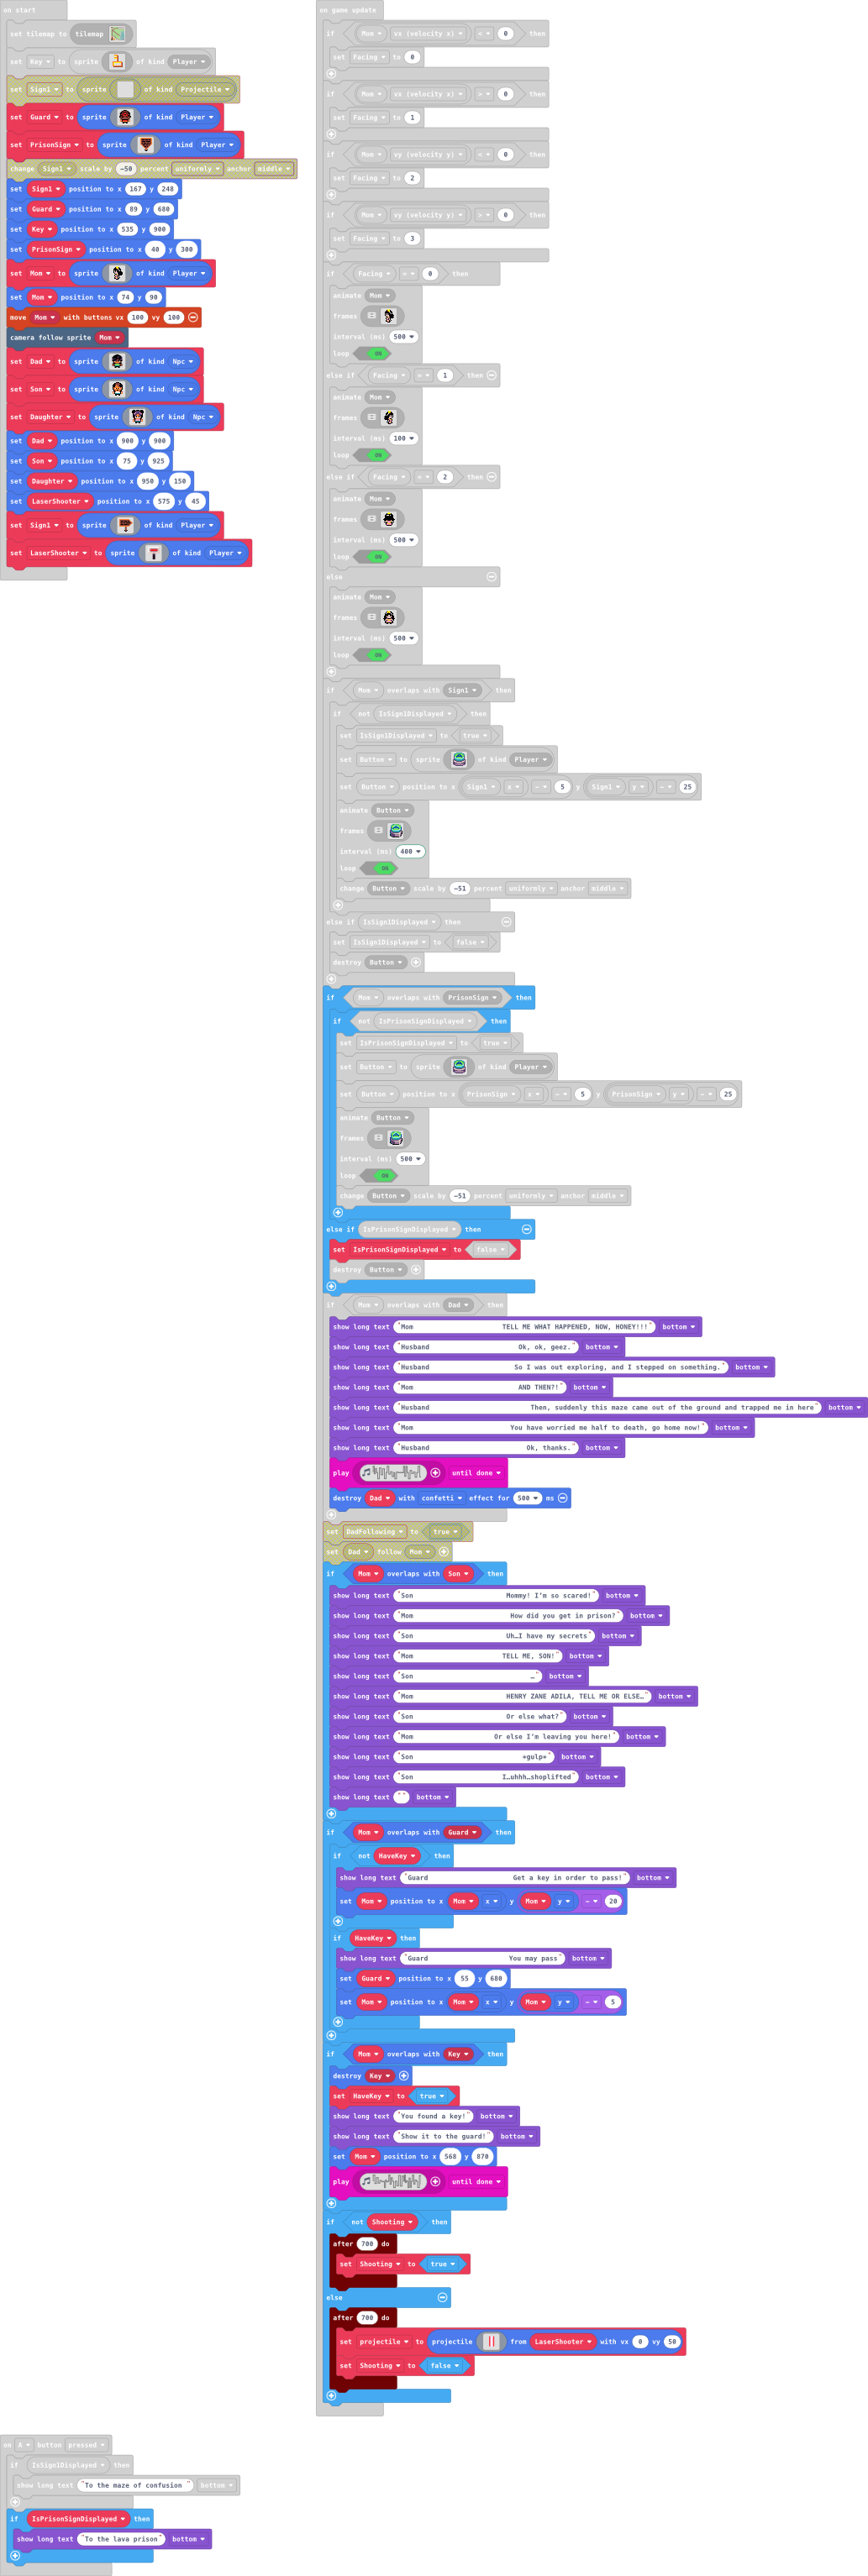 on start
set tilemap to tilemap
set Key to sprite of kind Player
set Sign1 to sprite of kind Projectile
set Guard to sprite of kind Player
set PrisonSign to sprite of kind Player
change Sign1 scale by -50 percent uniformly anchor middle
set Sign1 position to x 167 y 248
set Guard position to x 89 y 680
set Key position to x 535 y 900
set PrisonSign position to x 40 y 300
set Mom to sprite of kind Player
set Mom position to x 74 y 90
move Mom with buttons vx 100 vy 100
camera follow sprite Mom
set Dad to sprite of kind Npc
set Son to sprite of kind Npc
set Daughter to sprite of kind Npc
set Dad position to x 900 y 900
set Son position to x 75 y 925
set Daughter position to x 950 y 150
set LaserShooter position to x 575 y 45
set Sign1 to sprite of kind Player
set LaserShooter to sprite of kind Player
on game update
if Mom vx (velocity x) < 0 then
set Facing to 0
if Mom vx (velocity x) > 0 then
set Facing to 1
if Mom vy (velocity y) < 0 then
set Facing to 2
if Mom vy (velocity y) > 0 then
set Facing to 3
if Facing = 0 then
animate Mom
frames
interval (ms) 500
loop ON
else if Facing = 1 then
animate Mom
frames
interval (ms) 100
loop ON
else if Facing = 2 then
animate Mom
frames
interval (ms) 500
loop ON
else
animate Mom
frames
interval (ms) 500
loop ON
if Mom overlaps with Sign1 then
if not IsSign1Displayed then
set IsSign1Displayed to true
set Button to sprite of kind Player
set Button position to x Sign1 x - 5 y Sign1 y - 25
animate Button
frames
interval (ms) 400
loop ON
change Button scale by -51 percent uniformly anchor middle
else if IsSign1Displayed then
set IsSign1Displayed to false
destroy Button
if Mom overlaps with PrisonSign then
if not IsPrisonSignDisplayed then
set IsPrisonSignDisplayed to true
set Button to sprite of kind Player
set Button position to x PrisonSign x - 5 y PrisonSign y - 25
animate Button
frames
interval (ms) 500
loop ON
change Button scale by -51 percent uniformly anchor middle
else if IsPrisonSignDisplayed then
set IsPrisonSignDisplayed to false
destroy Button
if Mom overlaps with Dad then
show long text "Mom TELL ME WHAT HAPPENED, NOW, HONEY!!!" bottom
show long text "Husband Ok, ok, geez." bottom
show long text "Husband So I was out exploring, and I stepped on something." bottom
show long text "Mom AND THEN?!" bottom
show long text "Husband Then, suddenly this maze came out of the ground and trapped me in here" bottom
show long text "Mom You have worried me half to death, go home now!" bottom
show long text "Husband Ok, thanks." bottom
play until done
destroy Dad with confetti effect for 500 ms
set DadFollowing to true
set Dad follow Mom
if Mom overlaps with Son then
show long text "Son Mommy! I'm so scared!" bottom
show long text "Mom How did you get in prison?" bottom
show long text "Son Uh…I have my secrets" bottom
show long text "Mom TELL ME, SON!" bottom
show long text "Son …" bottom
show long text "Mom HENRY ZANE ADILA, TELL ME OR ELSE…" bottom
show long text "Son Or else what?" bottom
show long text "Mom Or else I'm leaving you here!" bottom
show long text "Son *gulp*" bottom
show long text "Son I…uhhh…shoplifted" bottom
show long text "" bottom
if Mom overlaps with Guard then
if not HaveKey then
show long text "Guard Get a key in order to pass!" bottom
set Mom position to x Mom x y Mom y - 20
if HaveKey then
show long text "Guard You may pass" bottom
set Guard position to x 55 y 680
set Mom position to x Mom x y Mom y - 5
if Mom overlaps with Key then
destroy Key
set HaveKey to true
show long text "You found a key!" bottom
show long text "Show it to the guard!" bottom
set Mom position to x 568 y 870
play until done
if not Shooting then
after 700 do
set Shooting to true
else
after 700 do
set projectile to projectile from LaserShooter with vx 0 vy 50
set Shooting to false
on A button pressed
if IsSign1Displayed then
show long text "To the maze of confusion " bottom
if IsPrisonSignDisplayed then
show long text "To the lava prison" bottom